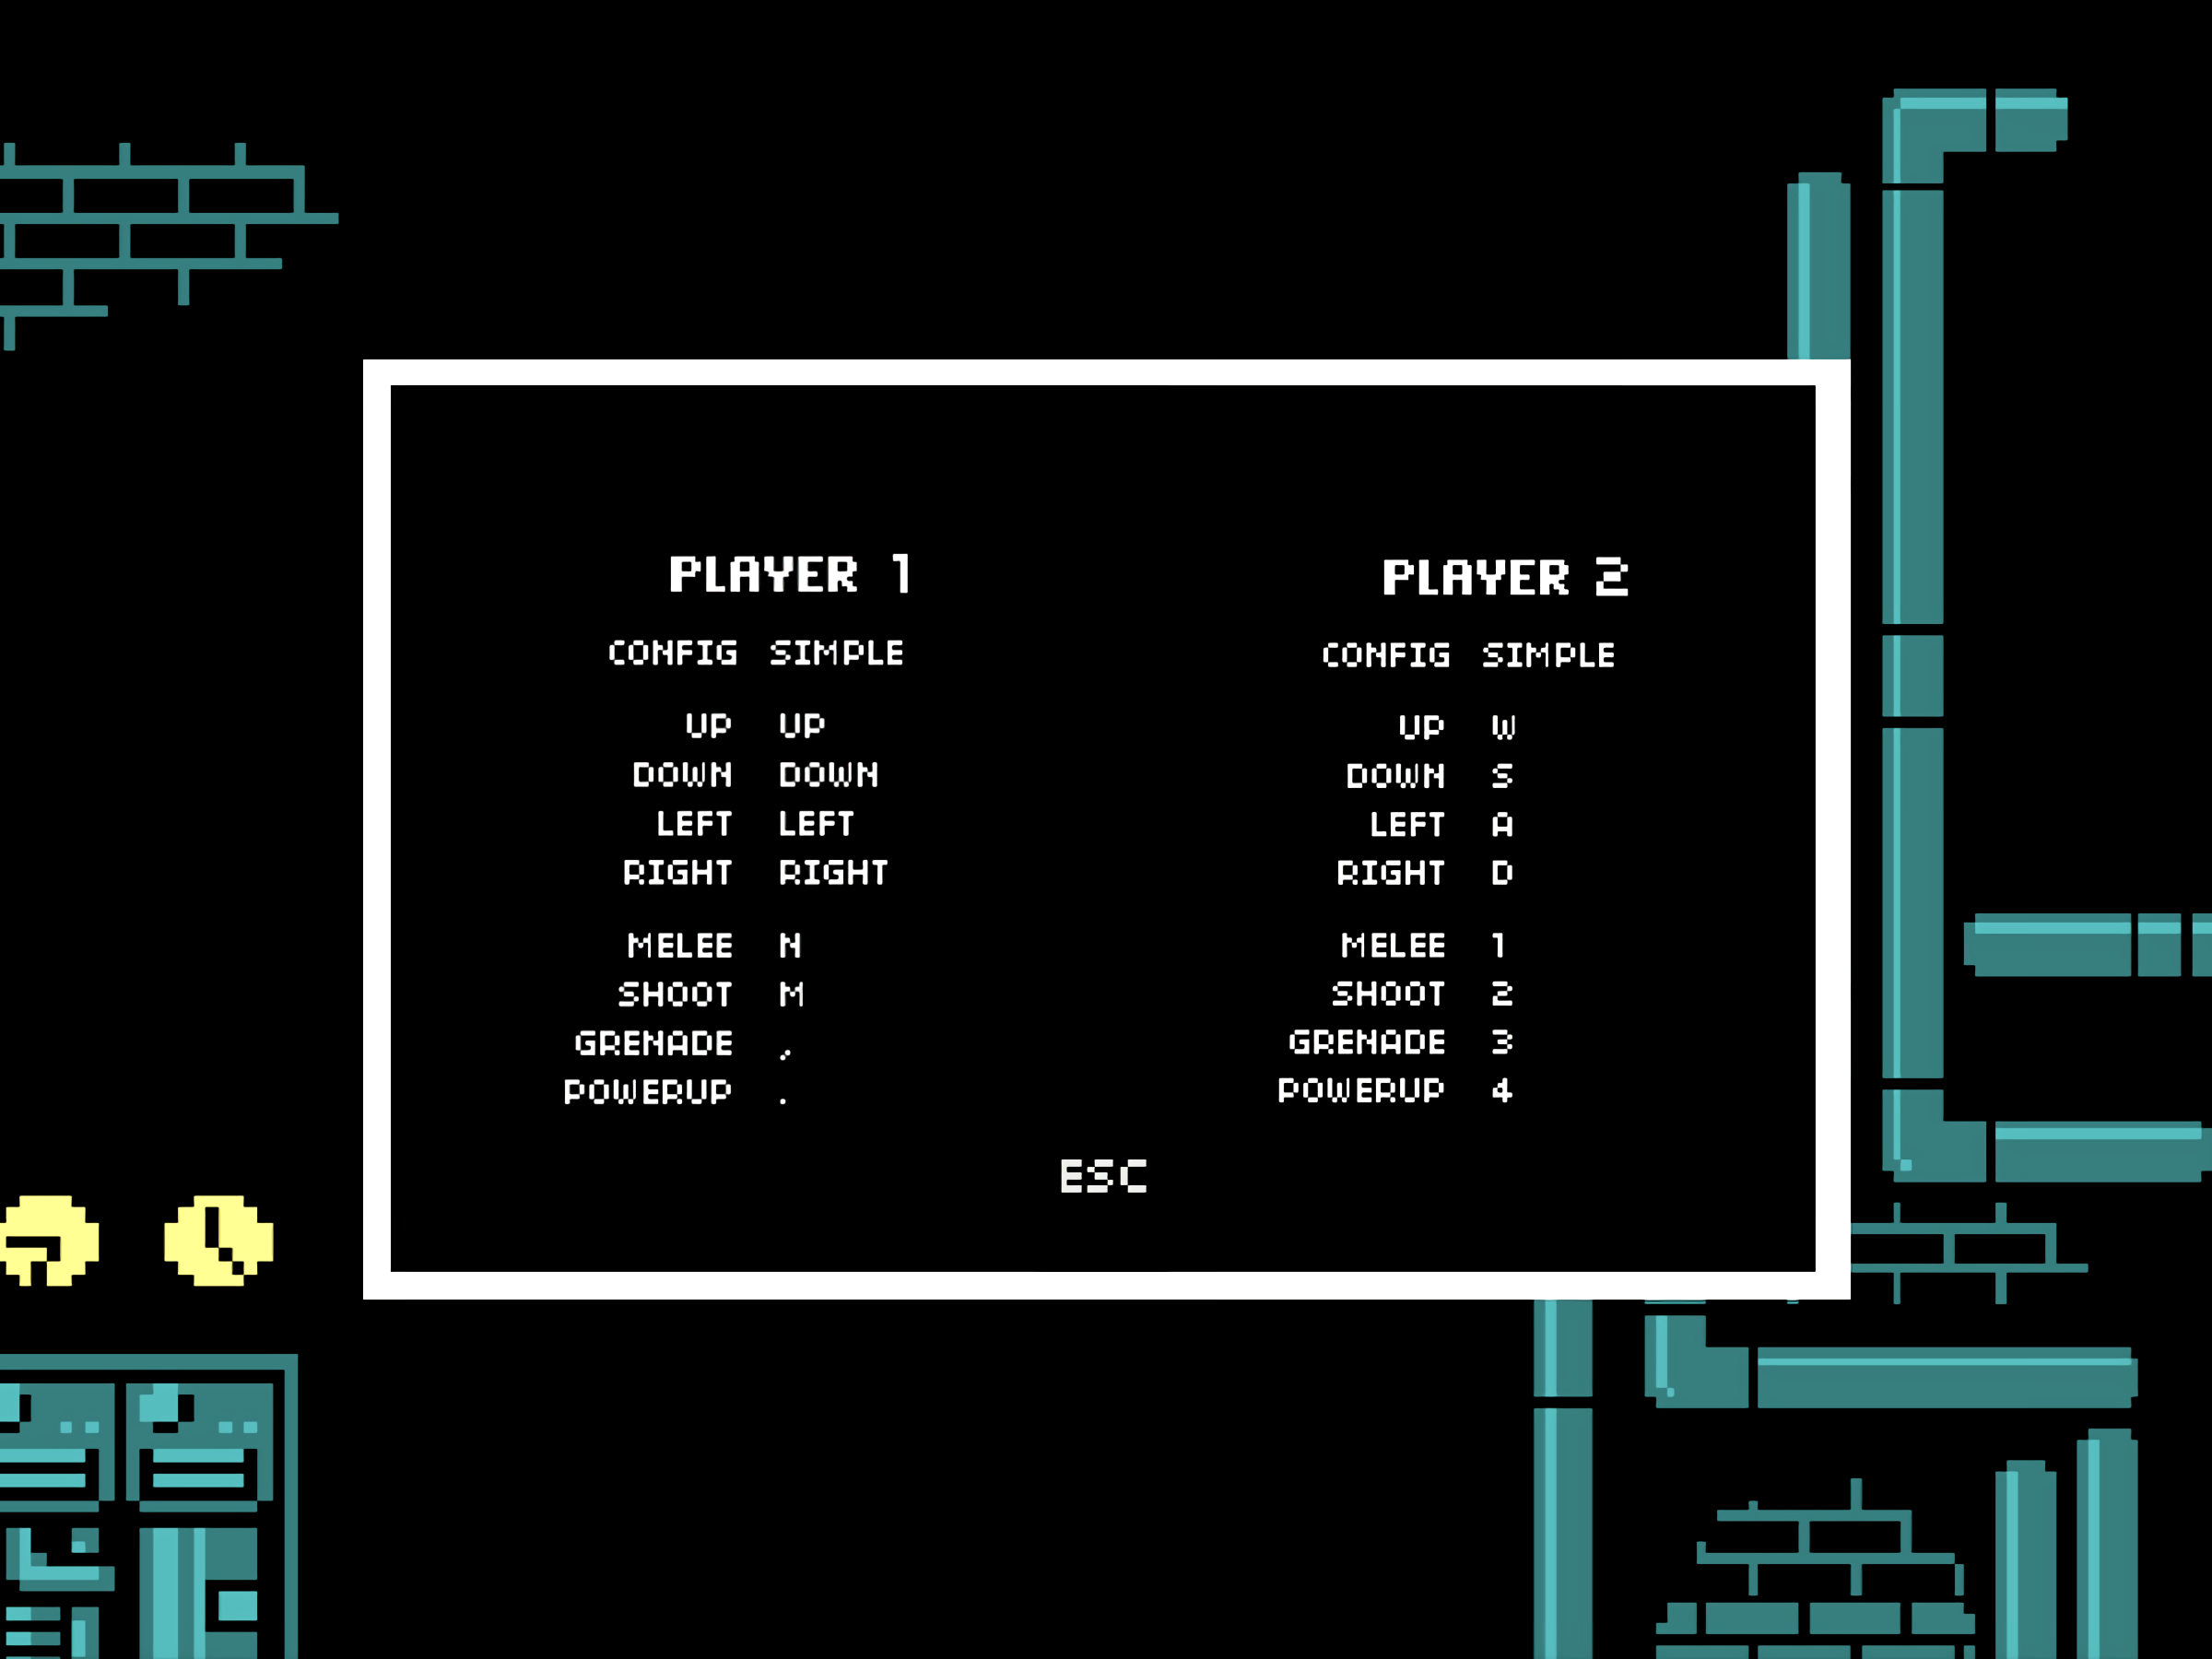 PLAYER 1
CONFIG SIMPLE
UP UP
DOWN DOWN
LEFT LEFT
RIGHT RIGHT
MELEE N
SHOOT M
GRENADE ,
POWERUP .
PLAYER 2
CONFIG SIMPLE
UP W
DOWN S
LEFT A
RIGHT D
MELEE 1
SHOOT 2
GRENADE 3
POWERUP 4
ESC